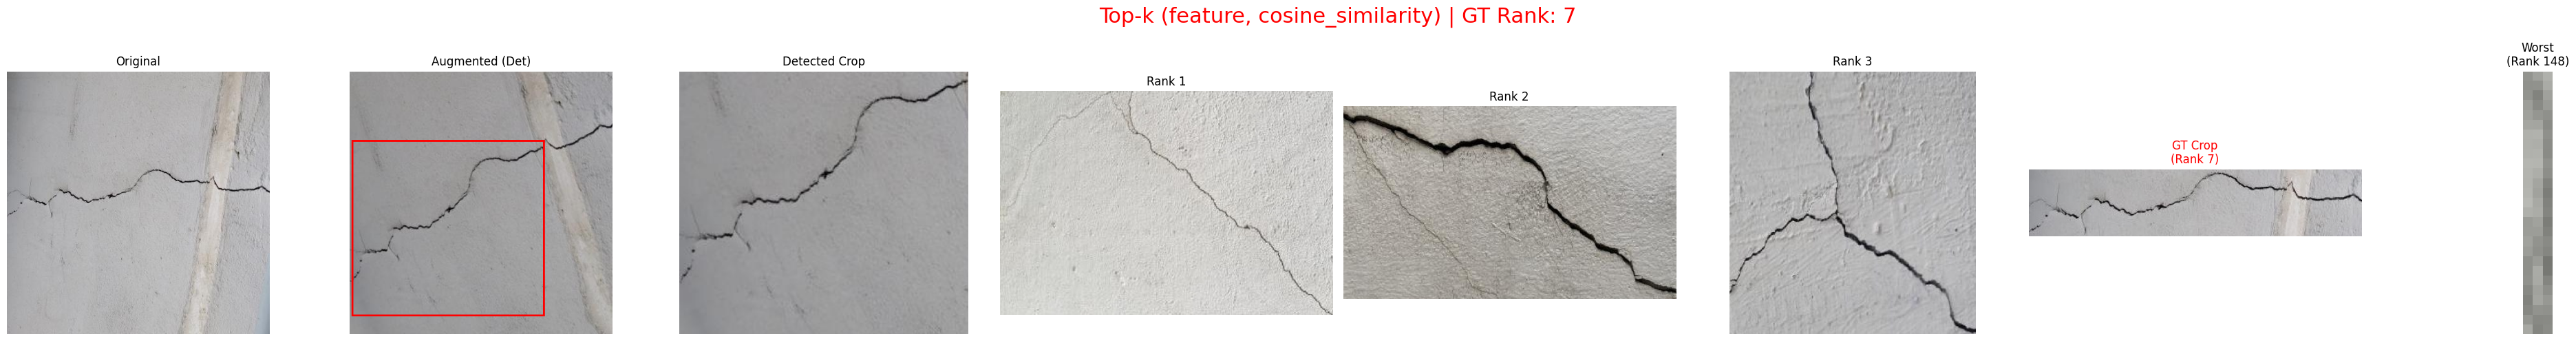 Top-k (feature, cosine_similarity) | GT Rank: 7
Original
Augmented (Det)
Detected Crop
Rank 1
Rank 2
Rank 3
GT Crop
(Rank 7)
Worst
(Rank 148)